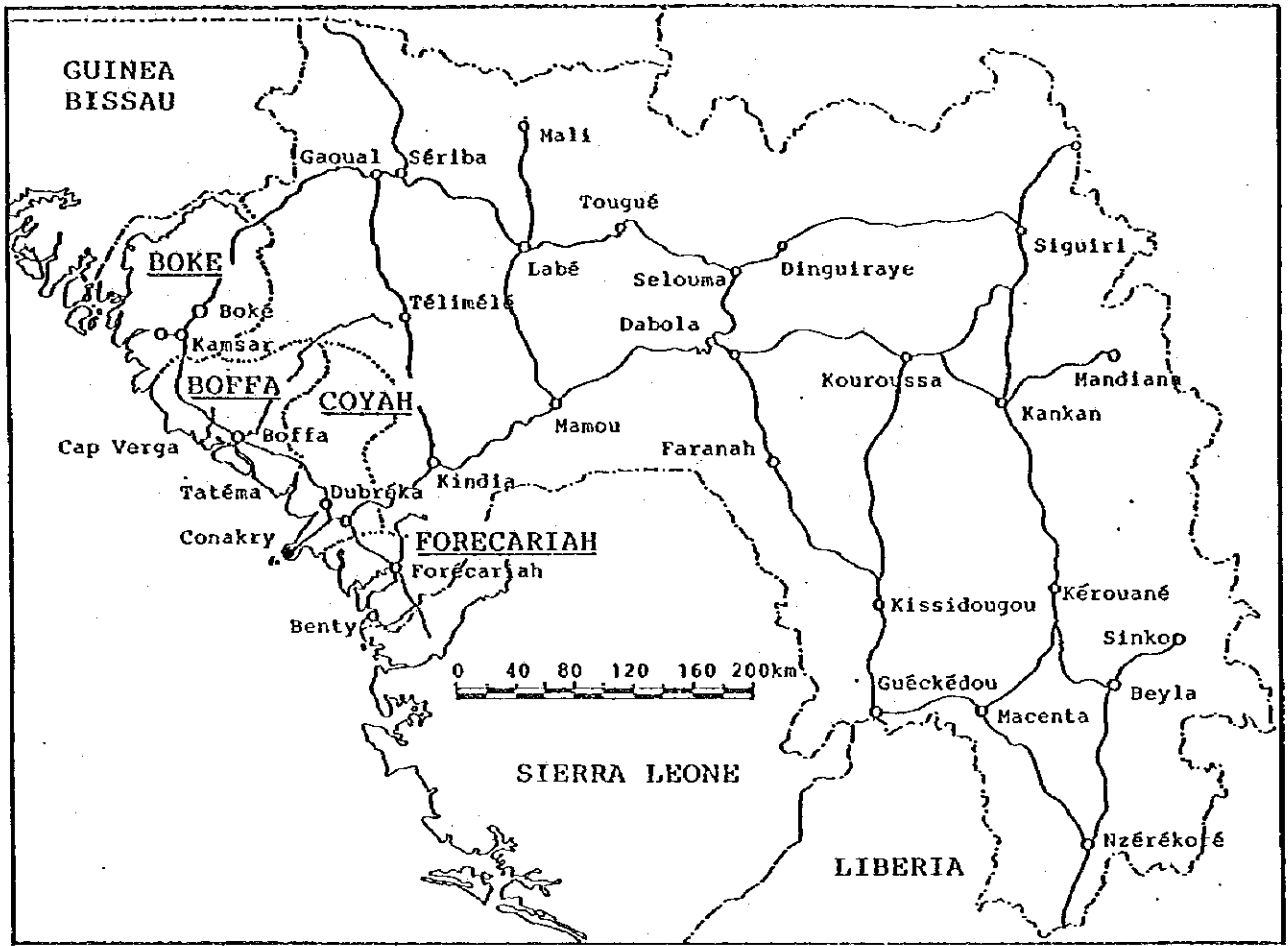 GUINEA
BISSAU
Mali
Gaoual
Sériba
Tougué
BOKE
Labé
Selouma
Dinguiraye
Siguiri
Boké
Télimélé
Dabola
Kamsar
BOFFA
COYAH
Kouroussa
Mandiana
Mamou
Kankan
Boffa
Cap Verga
Faranah
Kindia
Tatéma
Dubréka
Conakry
FORECARIAH
Forécariah
Benty
Kissidougou
Kérouané
Sinkoo
0 40 80 120 160 200km
Guéckédou
Beyla
Macenta
SIERRA LEONE
Nzérékoré
LIBERIA